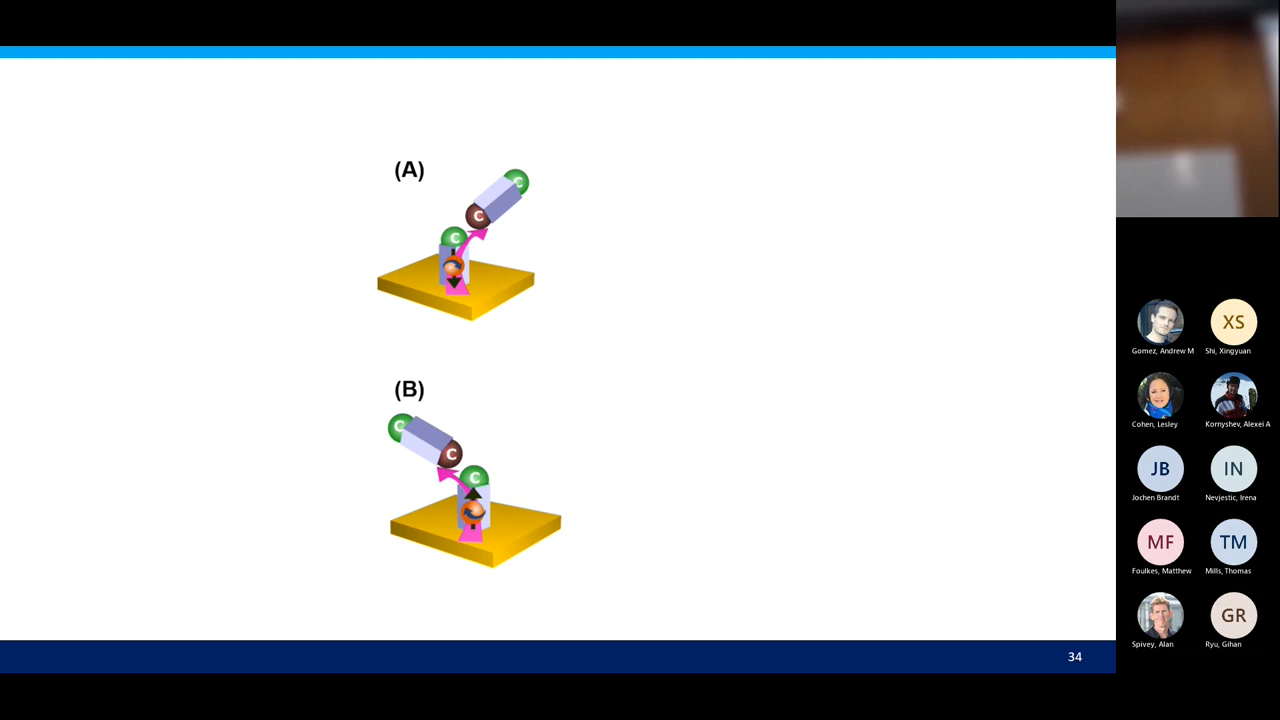 (A)
C
C
C
(B)
C
C
C
34
XS
Gomez, Andrew M
Shi, Xingyuan
Cohen, Lesley
Kornyshev, Alexei A
JB
IN
Jochen Brandt
Nevjestic, Irena
MF
TM
Foulkes, Matthew
Mills, Thomas
GR
Spivey, Alan
Ryu, Gihan